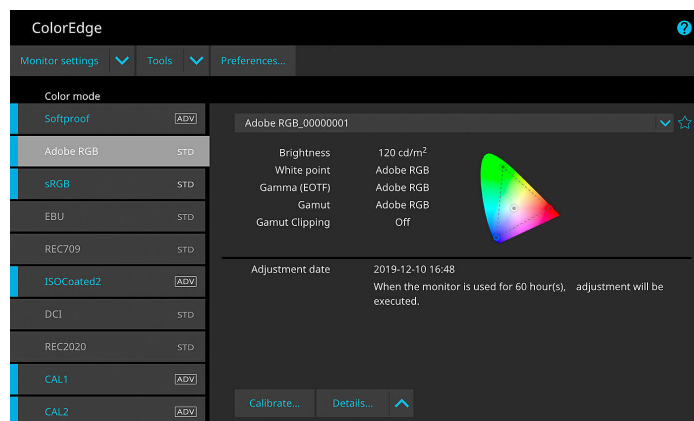 ColorEdge
?
Monitor settings Tools Preferences...
Color mode
Softproof ADV
Adobe RGB STD
sRGB STD
EBU STD
REC709 STD
ISOCoated2 ADV
DCI STD
REC2020 STD
CAL1 ADV
CAL2 ADV
Adobe RGB_00000001
Brightness 120 cd/m²
White point Adobe RGB
Gamma (EOTF) Adobe RGB
Gamut Adobe RGB
Gamut Clipping Off
Adjustment date 2019-12-10 16:48
When the monitor is used for 60 hour(s), adjustment will be
executed.
Calibrate... Details...